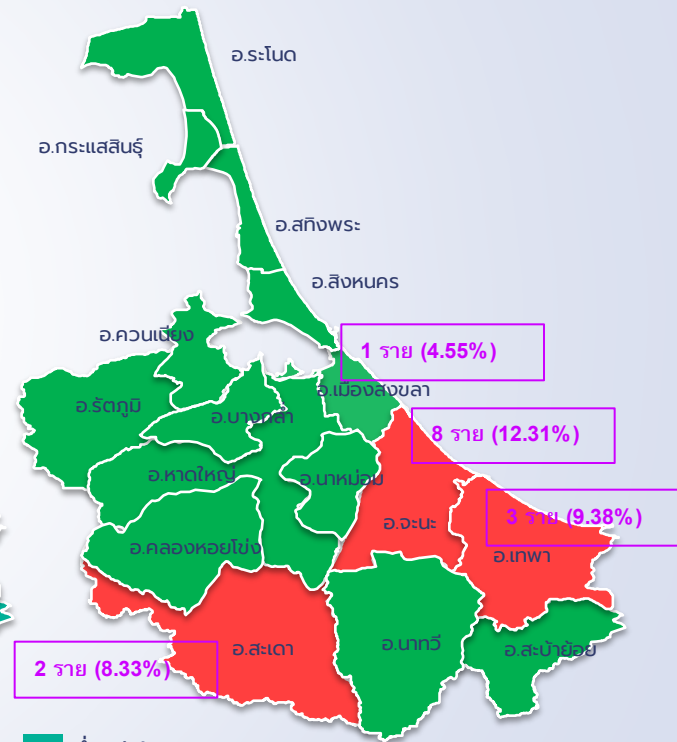 อ.ระโนด
อ.กระแสสินธุ์
อ.สทิงพระ
อ.สิงหนคร
อ.ควนเนียง
1 ราย (4.55%)
อ.เมืองสงขลา
อ.รัตภูมิ
อ.บางกล่ำ
8 ราย (12.31%)
อ.หาดใหญ่
อ.นาหม่อม
3 ราย (9.38%)
อ.จะนะ
อ.คลองหอยโข่ง
อ.เทพา
อ.สะเดา
อ.นาทวี
อ.สะบ้าย้อย
2 ราย (8.33%)